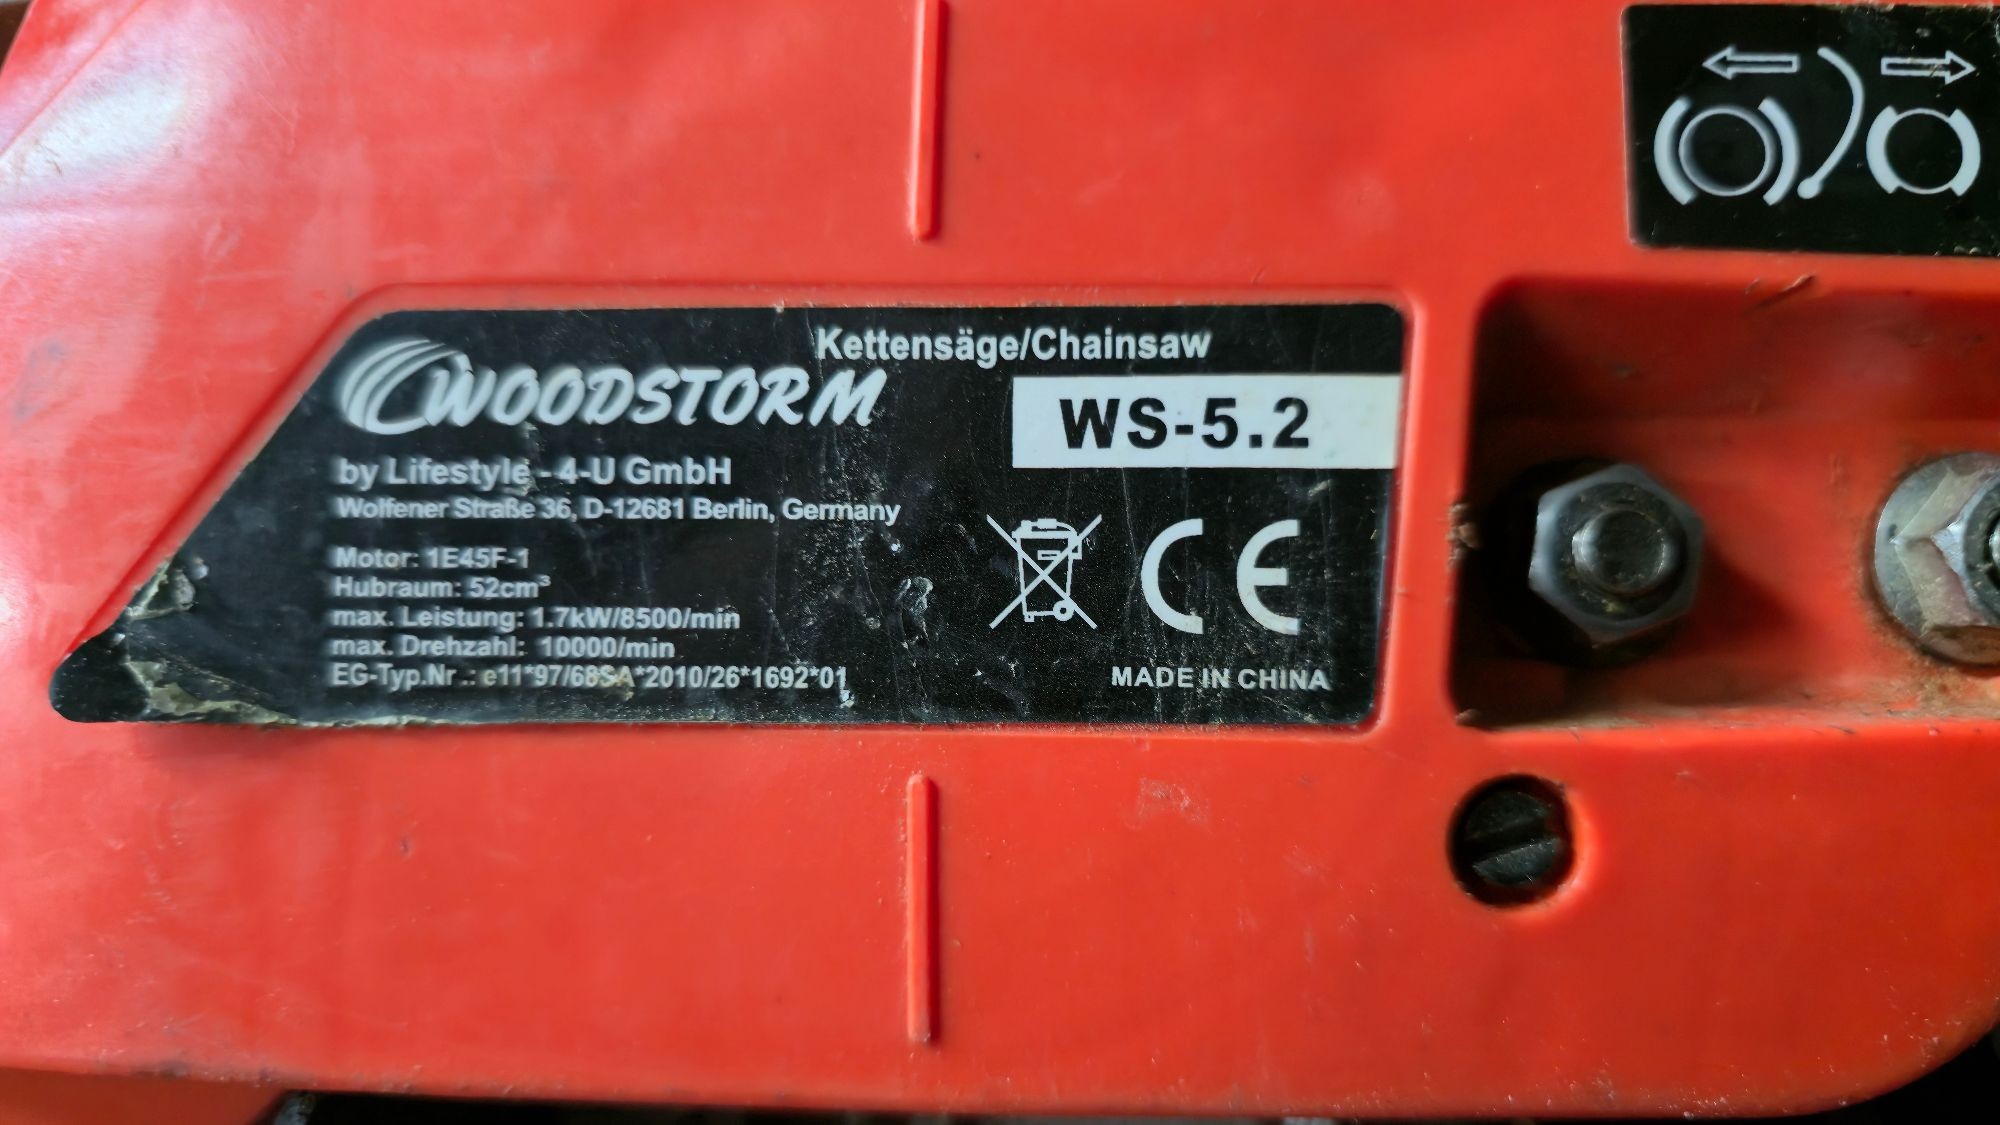 Kettensäge/Chainsaw
WOODSTORM
WS-5.2
by Lifestyle - 4-U GmbH
Wolfener Straße 36, D-12681 Berlin, Germany
Motor: 1E45F-1
Hubraum: 52cm³
max. Leistung: 1.7kW/8500/min
max. Drehzahl: 10000/min
EG-Typ.Nr.: e11*97/68SA*2010/26*1692*01
CE
MADE IN CHINA